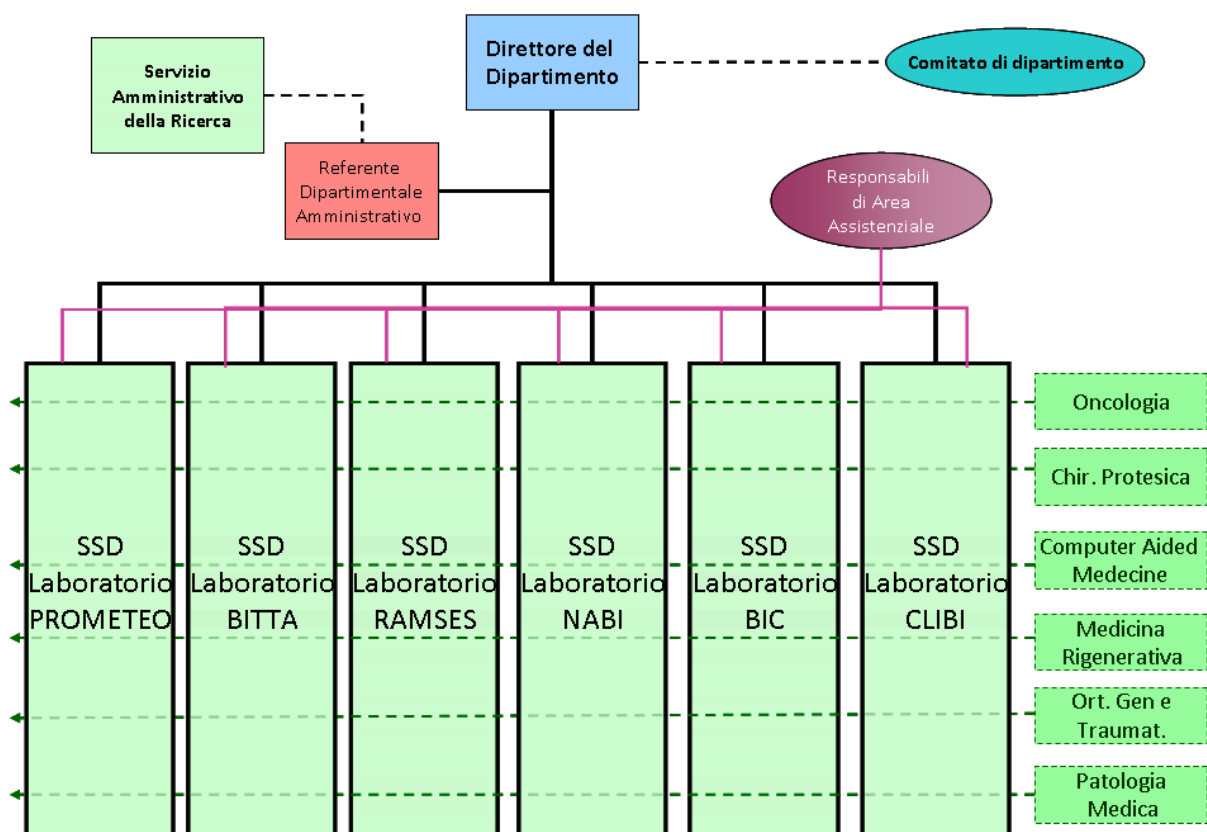 Direttore del
Dipartimento
Comitato di dipartimento
Servizio
Amministrativo
della Ricerca
Referente
Dipartimentale
Amministrativo
Responsabili
di Area
Assistenziale
SSD
Laboratorio
PROMETEO
SSD
Laboratorio
BITTA
SSD
Laboratorio
RAMSES
SSD
Laboratorio
NABI
SSD
Laboratorio
BIC
SSD
Laboratorio
CLIBI
Oncologia
Chir. Protesica
Computer Aided
Medecine
Medicina
Rigenerativa
Ort. Gen e
Traumat.
Patologia
Medica